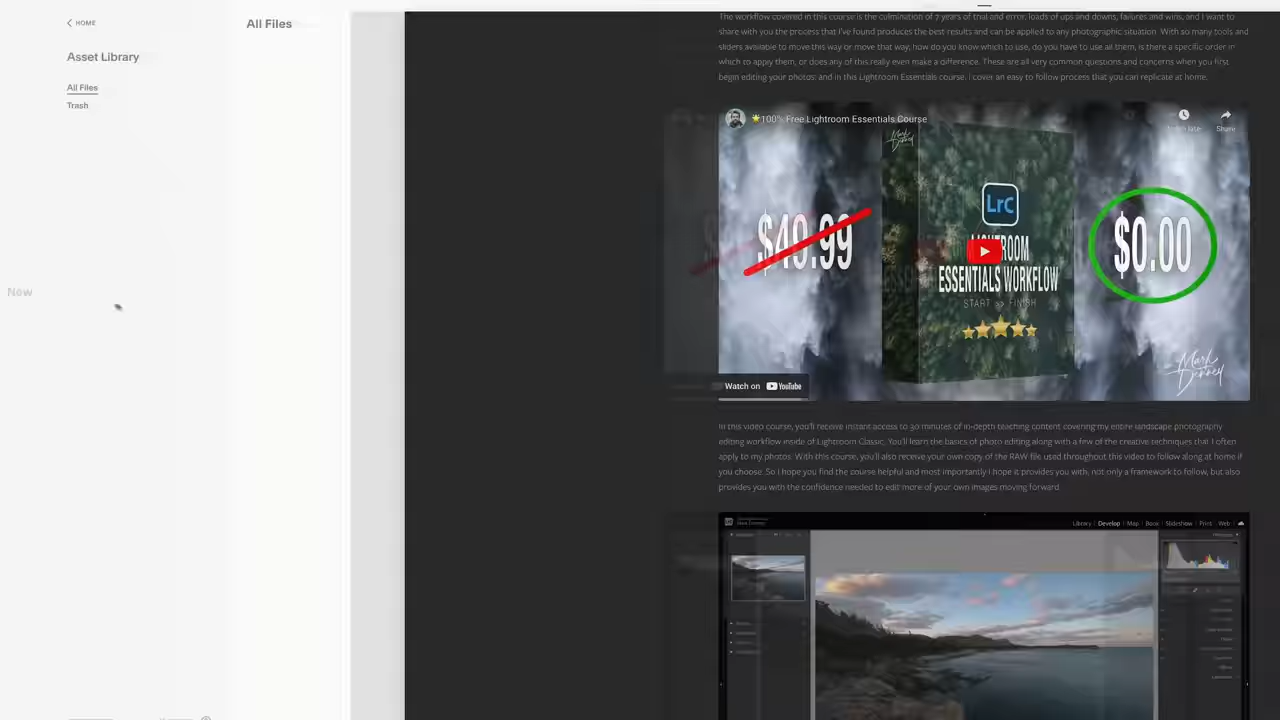 HOME
All Files
Asset Library
All Files
Trash
New
The workflow covered in this course is the culmination of 7 years of trial and error, loads of ups and downs, failures and wins, and I want to
share with you the process that I've found produces the best results and can be applied to any photographic situation. With so many tools and
sliders available to move this way or move that way, how do you know which to use, do you have to use all them, is there a specific order in
which to apply them, or does any of this really even make a difference. These are all very common questions and concerns when you first
begin editing your photos and in this Lightroom Essentials course, I cover an easy to follow process that you can replicate at home.
100% Free Lightroom Essentials Course
Share
Mark Denney
$49.99
LrC
$0.00
ESSENTIALS WORKFLOW
START >> FINISH
Mark Denney
Watch on YouTube
In this video course, you'll receive instant access to 30 minutes of in-depth teaching content covering my entire landscape photography
editing workflow inside of Lightroom Classic. You'll learn the basics of photo editing along with a few of the creative techniques that I often
apply to my photos. With this course, you'll also receive your own copy of the RAW file used throughout this video to follow along at home if
you choose. So I hope you find the course helpful and most importantly I hope it provides you with, not only a framework to follow, but also
provides you with the confidence needed to edit more of your own images moving forward
Library | Develop | Map | Book | Slideshow | Print | Web